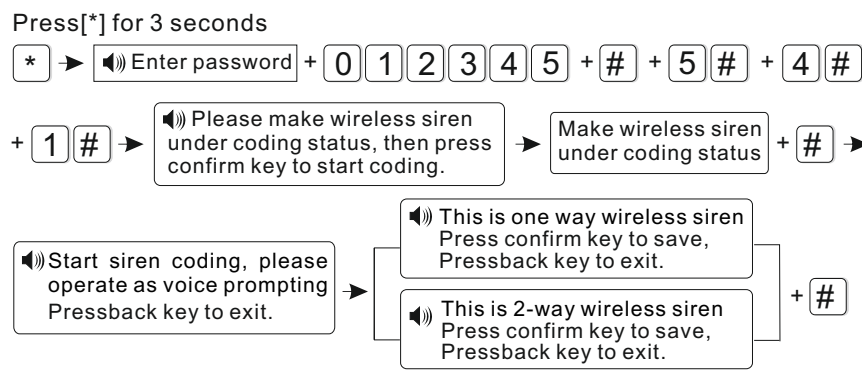 Press[*] for 3 seconds
* Enter password + 0 1 2 3 4 5 + # + 5 # + 4 #
+ 1 #
Please make wireless siren
under coding status, then press
confirm key to start coding.
Make wireless siren
under coding status
+ #
Start siren coding, please
operate as voice prompting
Pressback key to exit.
This is one way wireless siren
Press confirm key to save,
Pressback key to exit.
This is 2-way wireless siren
Press confirm key to save,
Pressback key to exit.
+ #